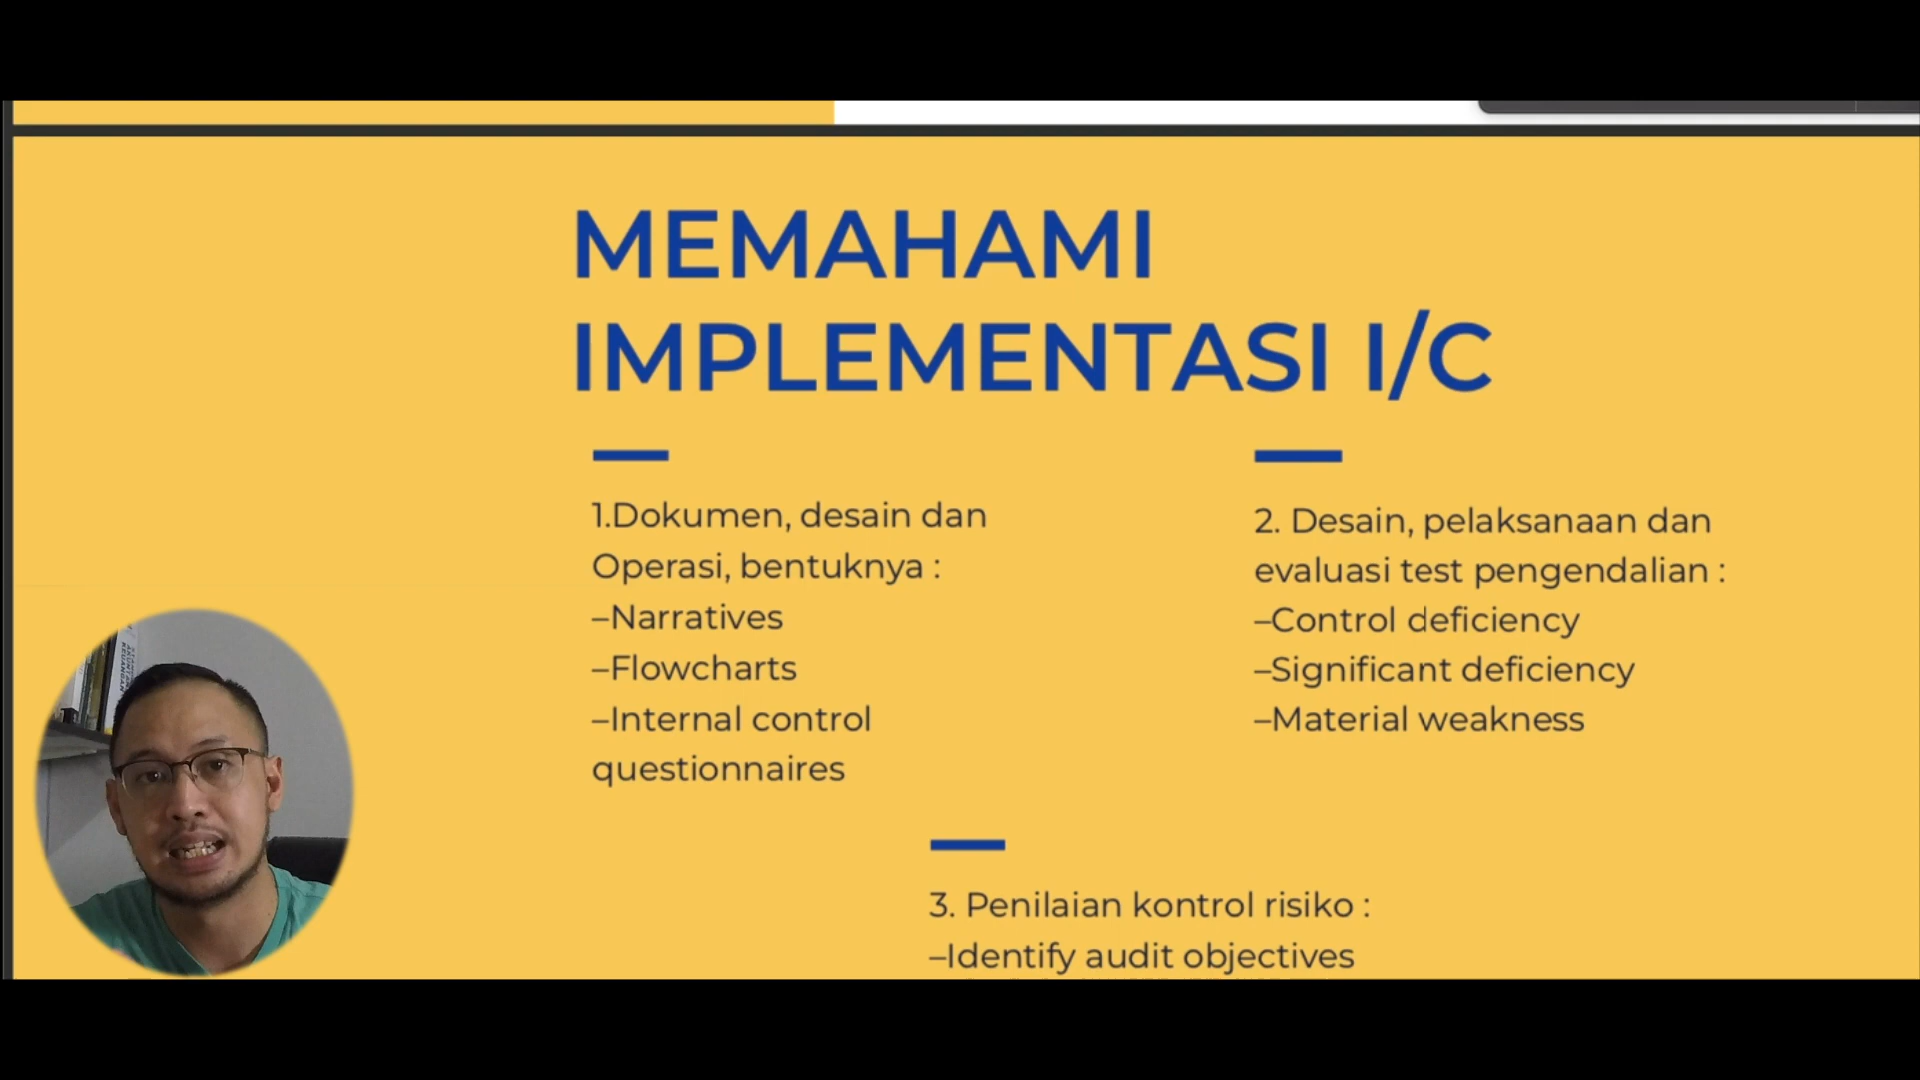 MEMAHAMI
IMPLEMENTASI I/C
1.Dokumen, desain dan
Operasi, bentuknya :
–Narratives
–Flowcharts
–Internal control
questionnaires
2. Desain, pelaksanaan dan
evaluasi test pengendalian :
–Control deficiency
–Significant deficiency
–Material weakness
3. Penilaian kontrol risiko :
–Identify audit objectives